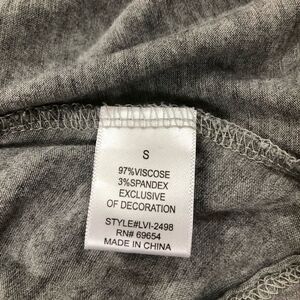 S
97%VISCOSE
3%SPANDEX
EXCLUSIVE
OF DECORATION
STYLE#LVI-2498
RN# 69654
MADE IN CHINA